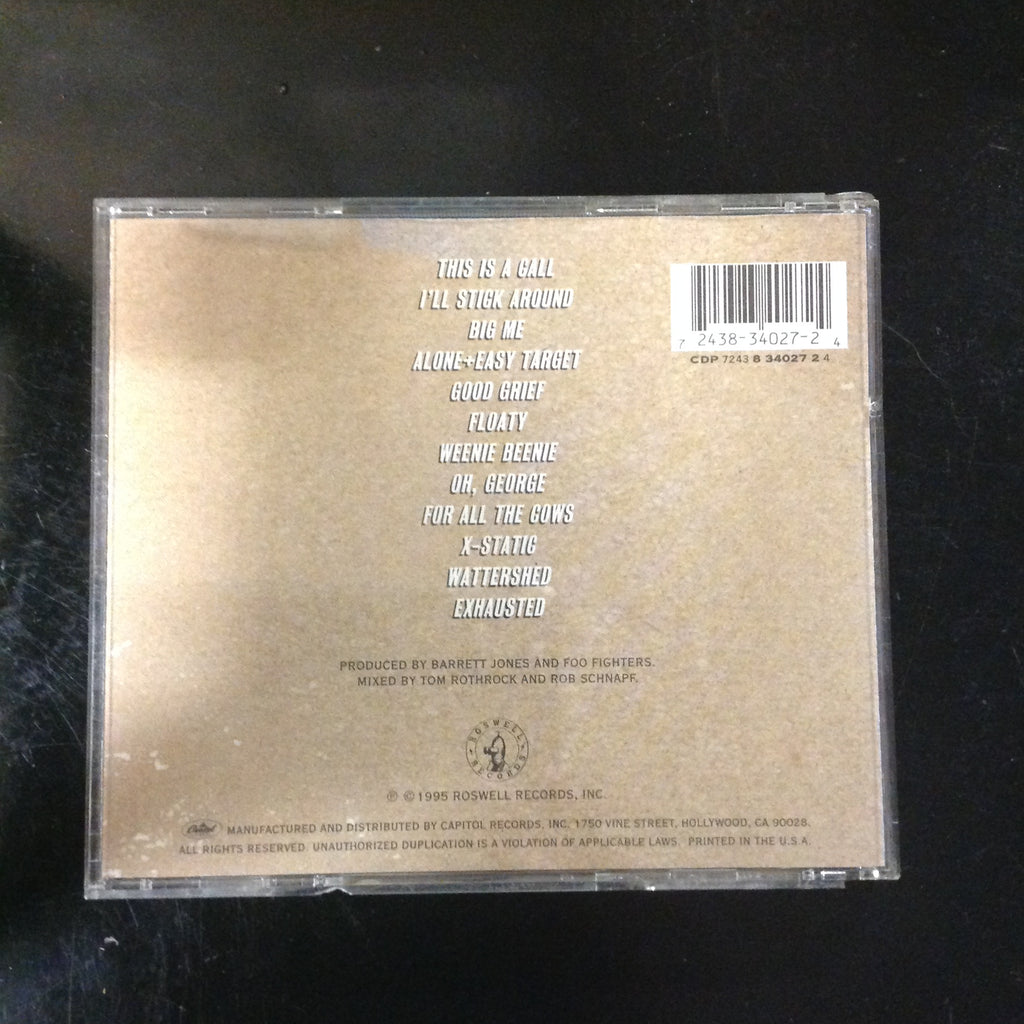 THIS IS A CALL
I'LL STICK AROUND
BIG ME
ALONE+EASY TARGET
GOOD GRIEF
FLOATY
WEENIE BEENIE
OH, GEORGE
FOR ALL THE COWS
X-STATIC
WATTERSHED
EXHAUSTED
7 2438-34027-2 4
CDP 7243 8 34027 2 4
PRODUCED BY BARRETT JONES AND FOO FIGHTERS.
MIXED BY TOM ROTHROCK AND ROB SCHNAPF.
ROSWELL RECORDS
℗ © 1995 ROSWELL RECORDS, INC.
Capitol MANUFACTURED AND DISTRIBUTED BY CAPITOL RECORDS, INC. 1750 VINE STREET, HOLLYWOOD, CA 90028.
ALL RIGHTS RESERVED. UNAUTHORIZED DUPLICATION IS A VIOLATION OF APPLICABLE LAWS. PRINTED IN THE U.S.A.